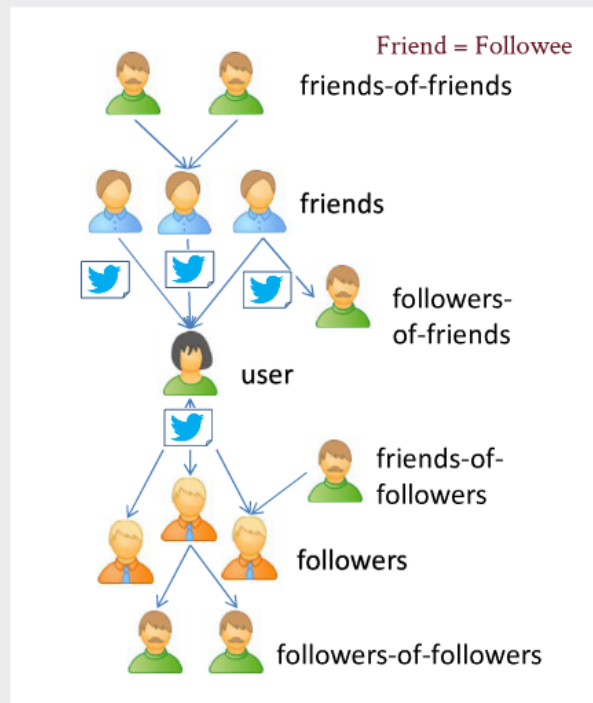 Friend = Followee
friends-of-friends
friends
followers-
of-friends
user
friends-of-
followers
followers
followers-of-followers